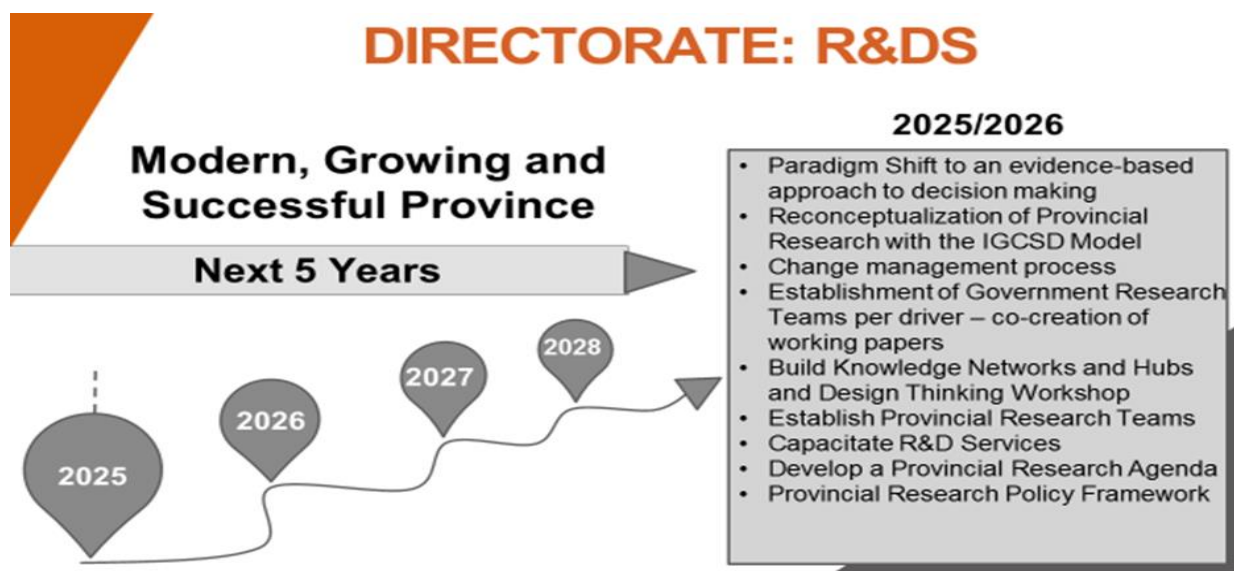 DIRECTORATE: R&DS
Modern, Growing and
Successful Province
Next 5 Years
2025
2026
2027
2028
2025/2026
• Paradigm Shift to an evidence-based
approach to decision making
• Reconceptualization of Provincial
Research with the IGCSD Model
• Change management process
• Establishment of Government Research
Teams per driver – co-creation of
working papers
• Build Knowledge Networks and Hubs
and Design Thinking Workshop
• Establish Provincial Research Teams
• Capacitate R&D Services
• Develop a Provincial Research Agenda
• Provincial Research Policy Framework